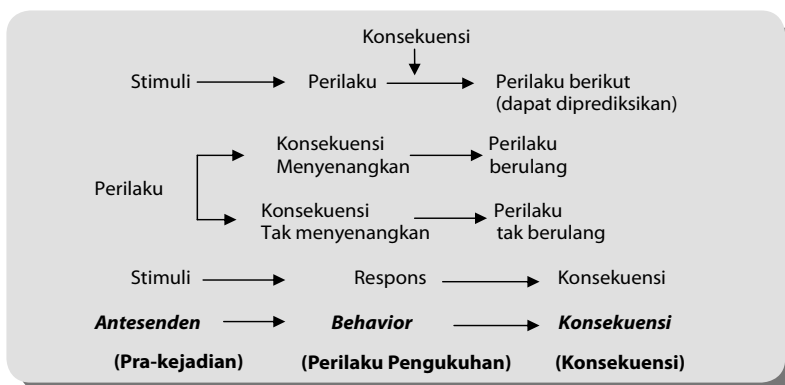 Konsekuensi
Stimuli Perilaku Perilaku berikut
(dapat diprediksikan)
Konsekuensi Perilaku
Menyenangkan berulang
Perilaku
Konsekuensi Perilaku
Tak menyenangkan tak berulang
Stimuli Respons Konsekuensi
Antesenden Behavior Konsekuensi
(Pra-kejadian) (Perilaku Pengukuhan) (Konsekuensi)